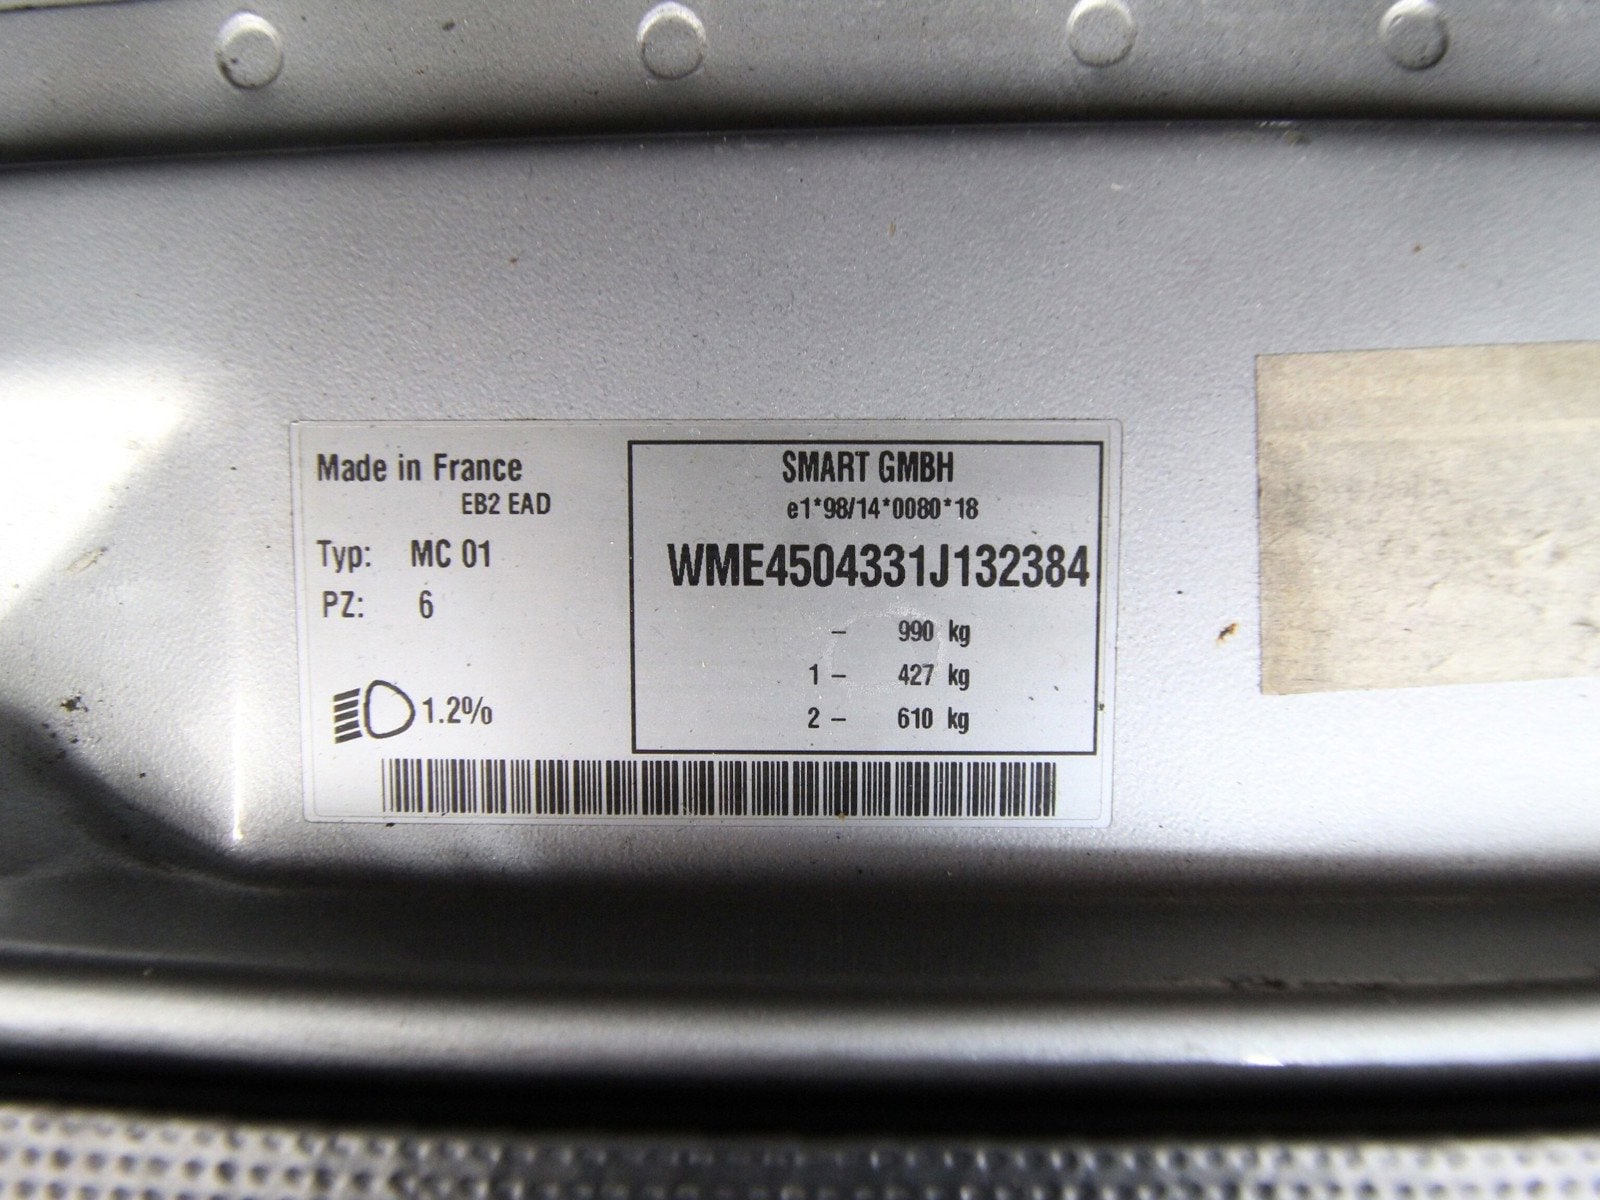 Made in France
EB2 EAD
Typ: MC 01
PZ: 6
1.2%
SMART GMBH
e1*98/14*0080*18
WME4504331J132384
– 990 kg
1 – 427 kg
2 – 610 kg